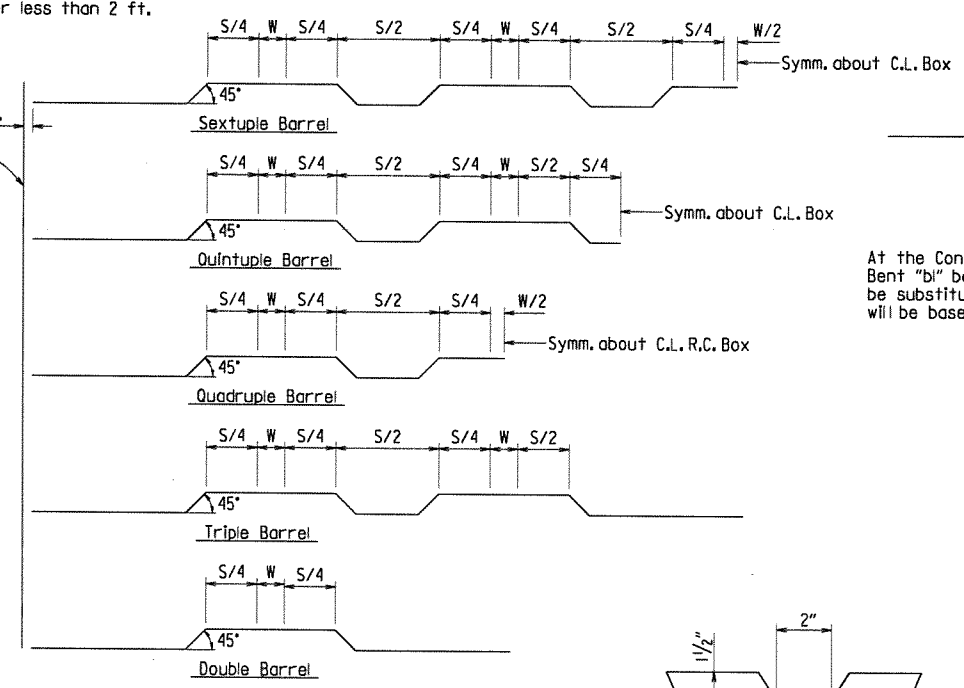 r less than 2 ft.
S/4 W S/4 S/2 S/4 W S/4 S/2 S/4 W/2
Symm. about C.L. Box
45°
Sextuple Barrel
S/4 W S/4 S/2 S/4 W S/2 S/4
Symm. about C.L. Box
45°
Quintuple Barrel
S/4 W S/4 S/2 S/4 W/2
Symm. about C.L. R.C. Box
45°
Quadruple Barrel
S/4 W S/4 S/2 S/4 W S/2
45°
Triple Barrel
S/4 W S/4
45°
Double Barrel
At the Con
Bent "bl" be
be substitu
will be base
1½"
2"